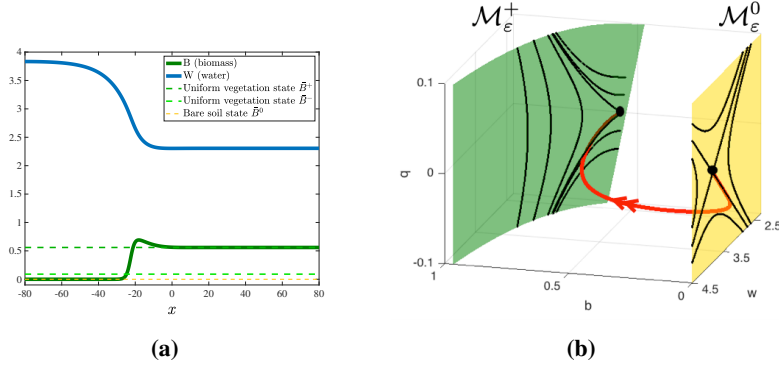 4
3.5
3
2.5
2
1.5
1
0.5
0
-80 -60 -40 -20 0 20 40 60 80
x
B (biomass)
W (water)
Uniform vegetation state B̄⁺
Uniform vegetation state B̄⁻
Bare soil state B̄⁰
(a)
𝓜ε⁺ 𝓜ε⁰
0.1
0
-0.1
q
1
0.5
0
b
4.5
3.5
2.5
w
(b)